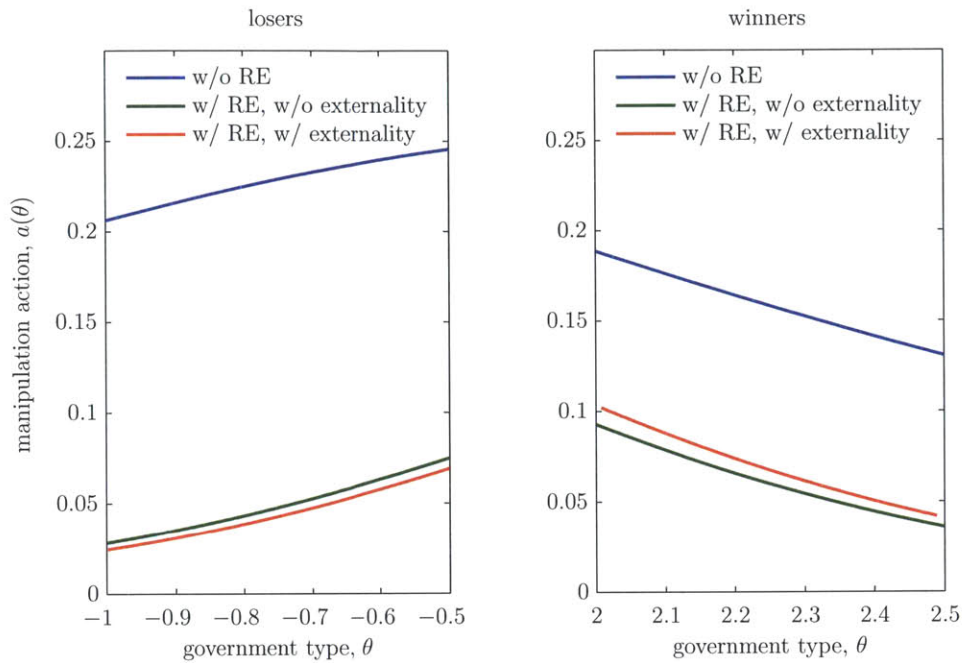 losers
w/o RE
w/ RE, w/o externality
w/ RE, w/ externality
manipulation action, a(θ)
0.25
0.2
0.15
0.1
0.05
0
−1 −0.9 −0.8 −0.7 −0.6 −0.5
government type, θ
winners
w/o RE
w/ RE, w/o externality
w/ RE, w/ externality
0.25
0.2
0.15
0.1
0.05
0
2 2.1 2.2 2.3 2.4 2.5
government type, θ